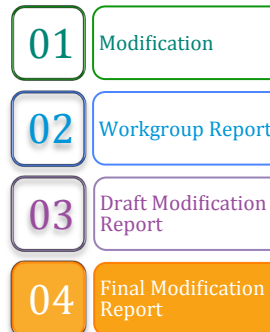 01
Modification
02
Workgroup Report
03
Draft Modification
Report
04
Final Modification
Report